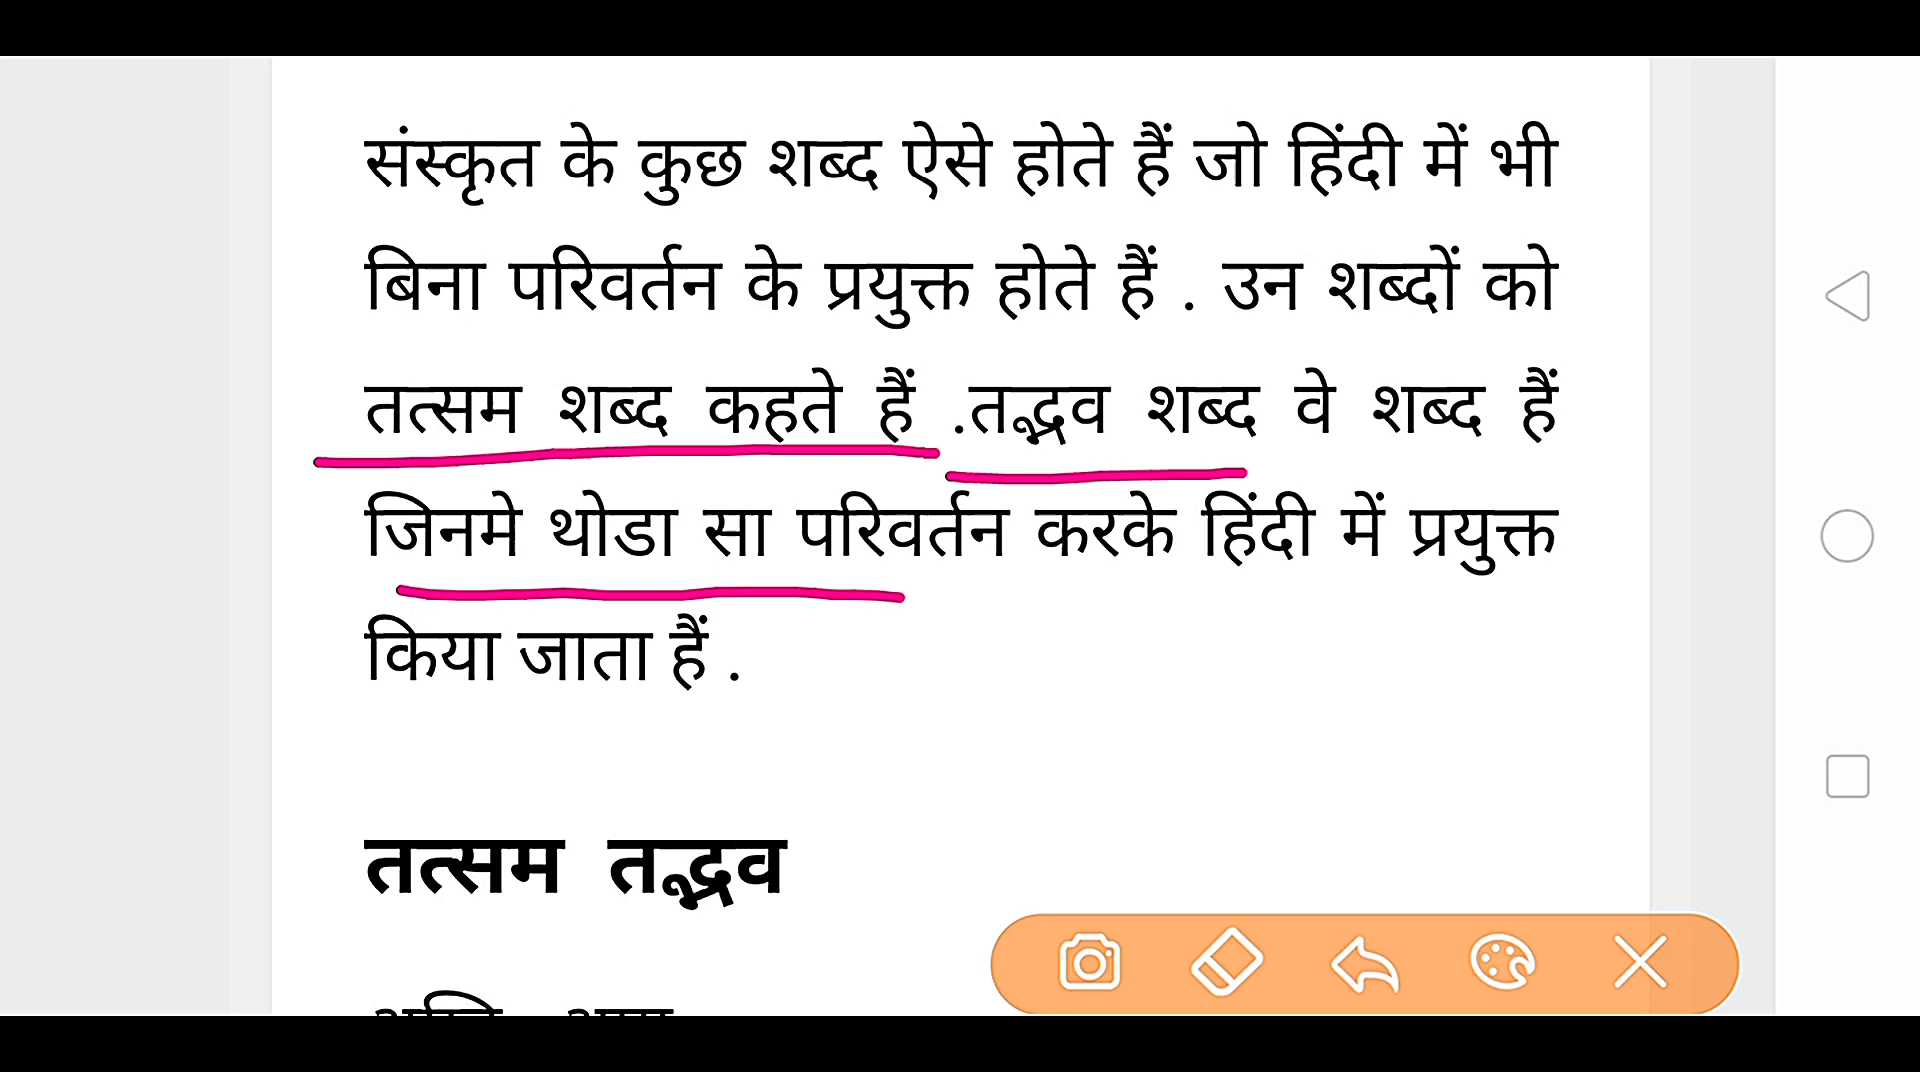 संस्कृत के कुछ शब्द ऐसे होते हैं जो हिंदी में भी
बिना परिवर्तन के प्रयुक्त होते हैं . उन शब्दों को
तत्सम शब्द कहते हैं .तद्भव शब्द वे शब्द हैं
जिनमे थोडा सा परिवर्तन करके हिंदी में प्रयुक्त
किया जाता हैं .
तत्सम तद्भव